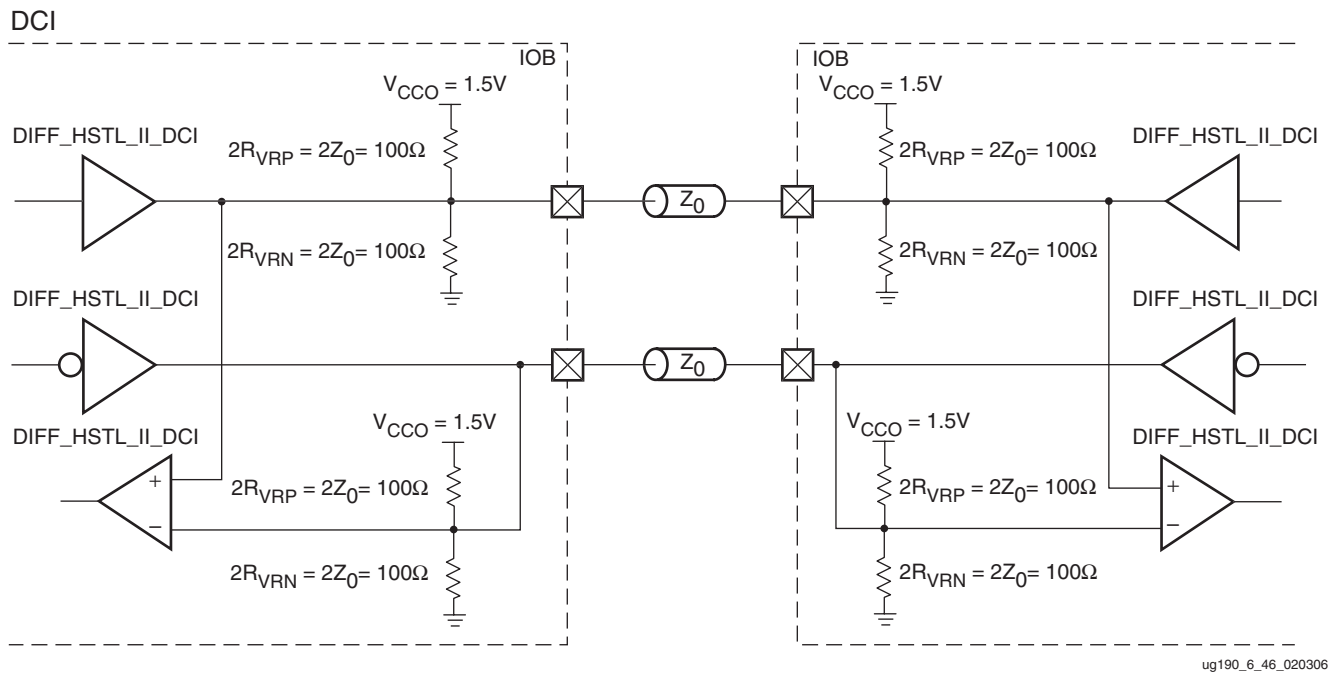 DCI
IOB
IOB
V_CCO = 1.5V
V_CCO = 1.5V
DIFF_HSTL_II_DCI
2R_VRP = 2Z_0= 100Ω
2R_VRP = 2Z_0= 100Ω
DIFF_HSTL_II_DCI
Z_0
2R_VRN = 2Z_0= 100Ω
2R_VRN = 2Z_0= 100Ω
DIFF_HSTL_II_DCI
DIFF_HSTL_II_DCI
Z_0
V_CCO = 1.5V
V_CCO = 1.5V
DIFF_HSTL_II_DCI
DIFF_HSTL_II_DCI
+
+
2R_VRP = 2Z_0= 100Ω
2R_VRP = 2Z_0= 100Ω
–
–
2R_VRN = 2Z_0= 100Ω
2R_VRN = 2Z_0= 100Ω
ug190_6_46_020306